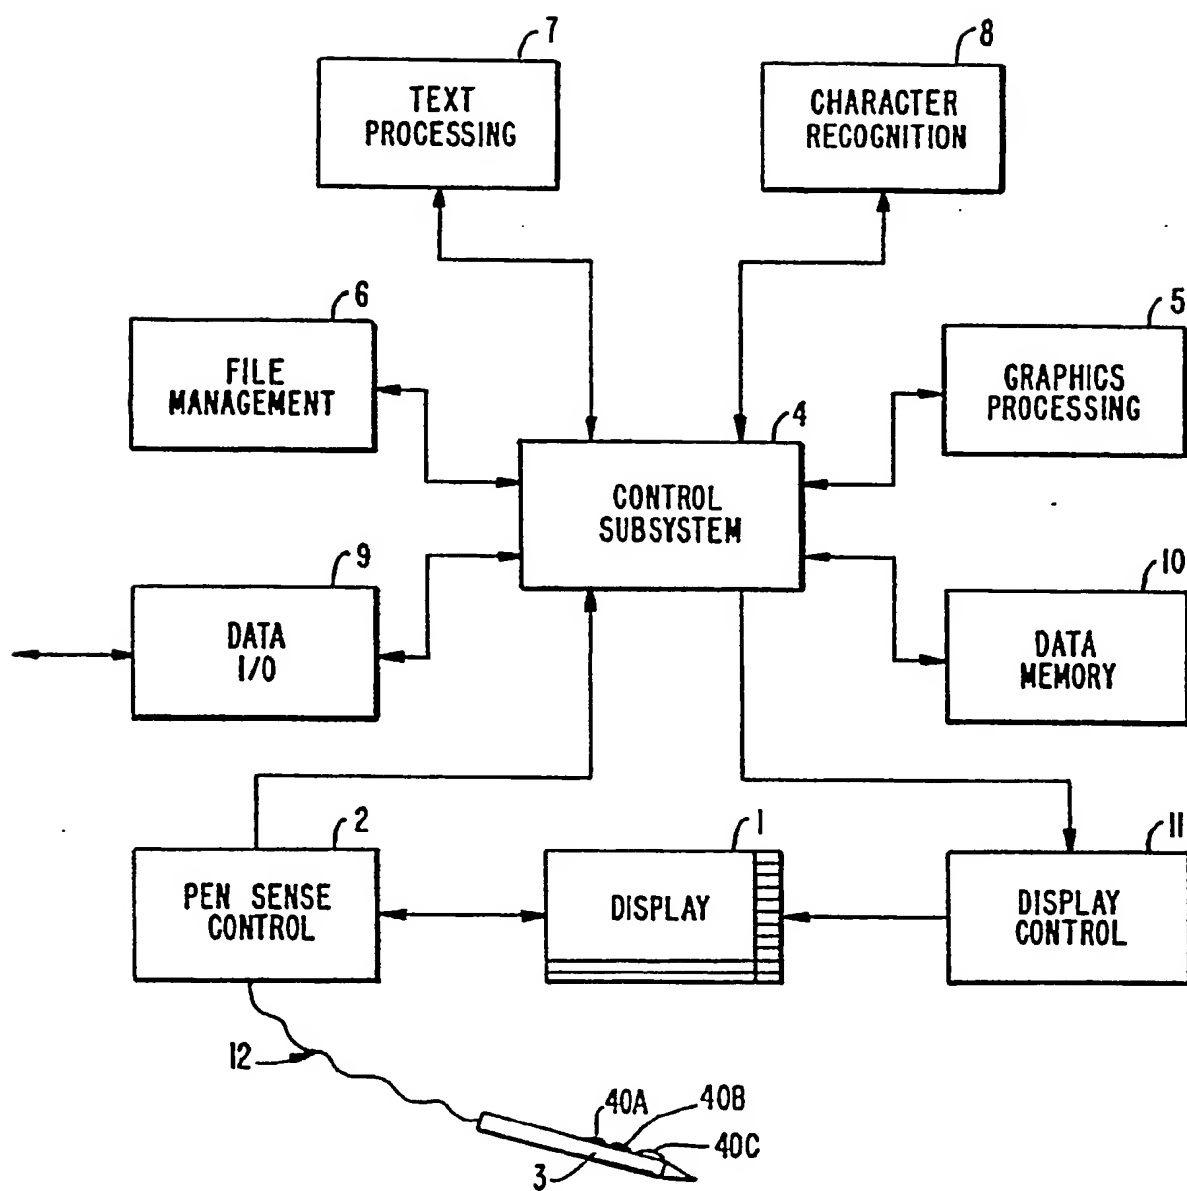 7
TEXT
PROCESSING
8
CHARACTER
RECOGNITION
6
FILE
MANAGEMENT
5
GRAPHICS
PROCESSING
4
CONTROL
SUBSYSTEM
9
DATA
I/O
10
DATA
MEMORY
2
PEN SENSE
CONTROL
1
DISPLAY
11
DISPLAY
CONTROL
12
40A
40B
40C
3